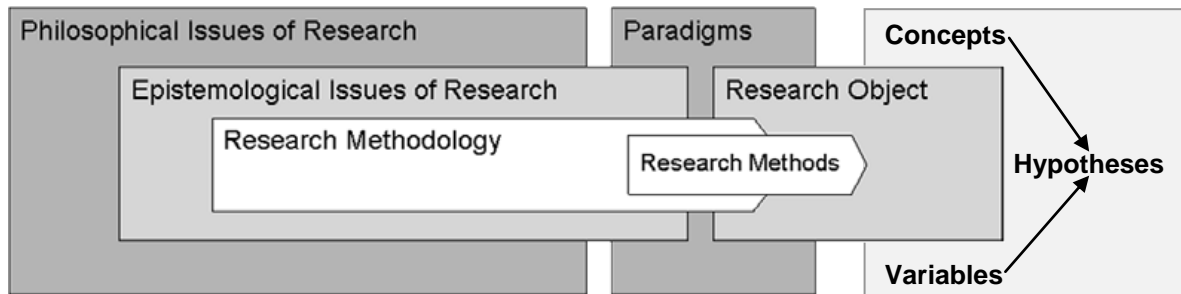 Philosophical Issues of Research
Paradigms
Concepts
Epistemological Issues of Research
Research Object
Research Methodology
Research Methods
Hypotheses
Variables